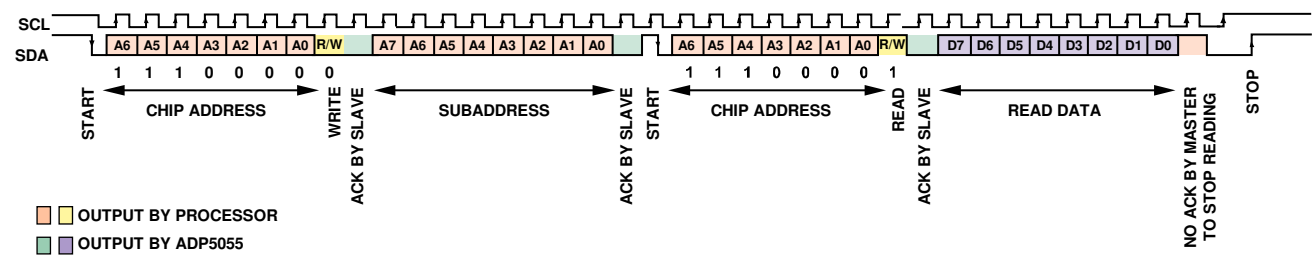 SCL
SDA
A6 A5 A4 A3 A2 A1 A0 R/W A7 A6 A5 A4 A3 A2 A1 A0 A6 A5 A4 A3 A2 A1 A0 R/W D7 D6 D5 D4 D3 D2 D1 D0
1 1 1 0 0 0 0 0 1 1 1 0 0 0 0 1
START
CHIP ADDRESS
WRITE
ACK BY SLAVE
SUBADDRESS
ACK BY SLAVE
START
CHIP ADDRESS
READ
ACK BY SLAVE
READ DATA
NO ACK BY MASTER
TO STOP READING
STOP
OUTPUT BY PROCESSOR
OUTPUT BY ADP5055